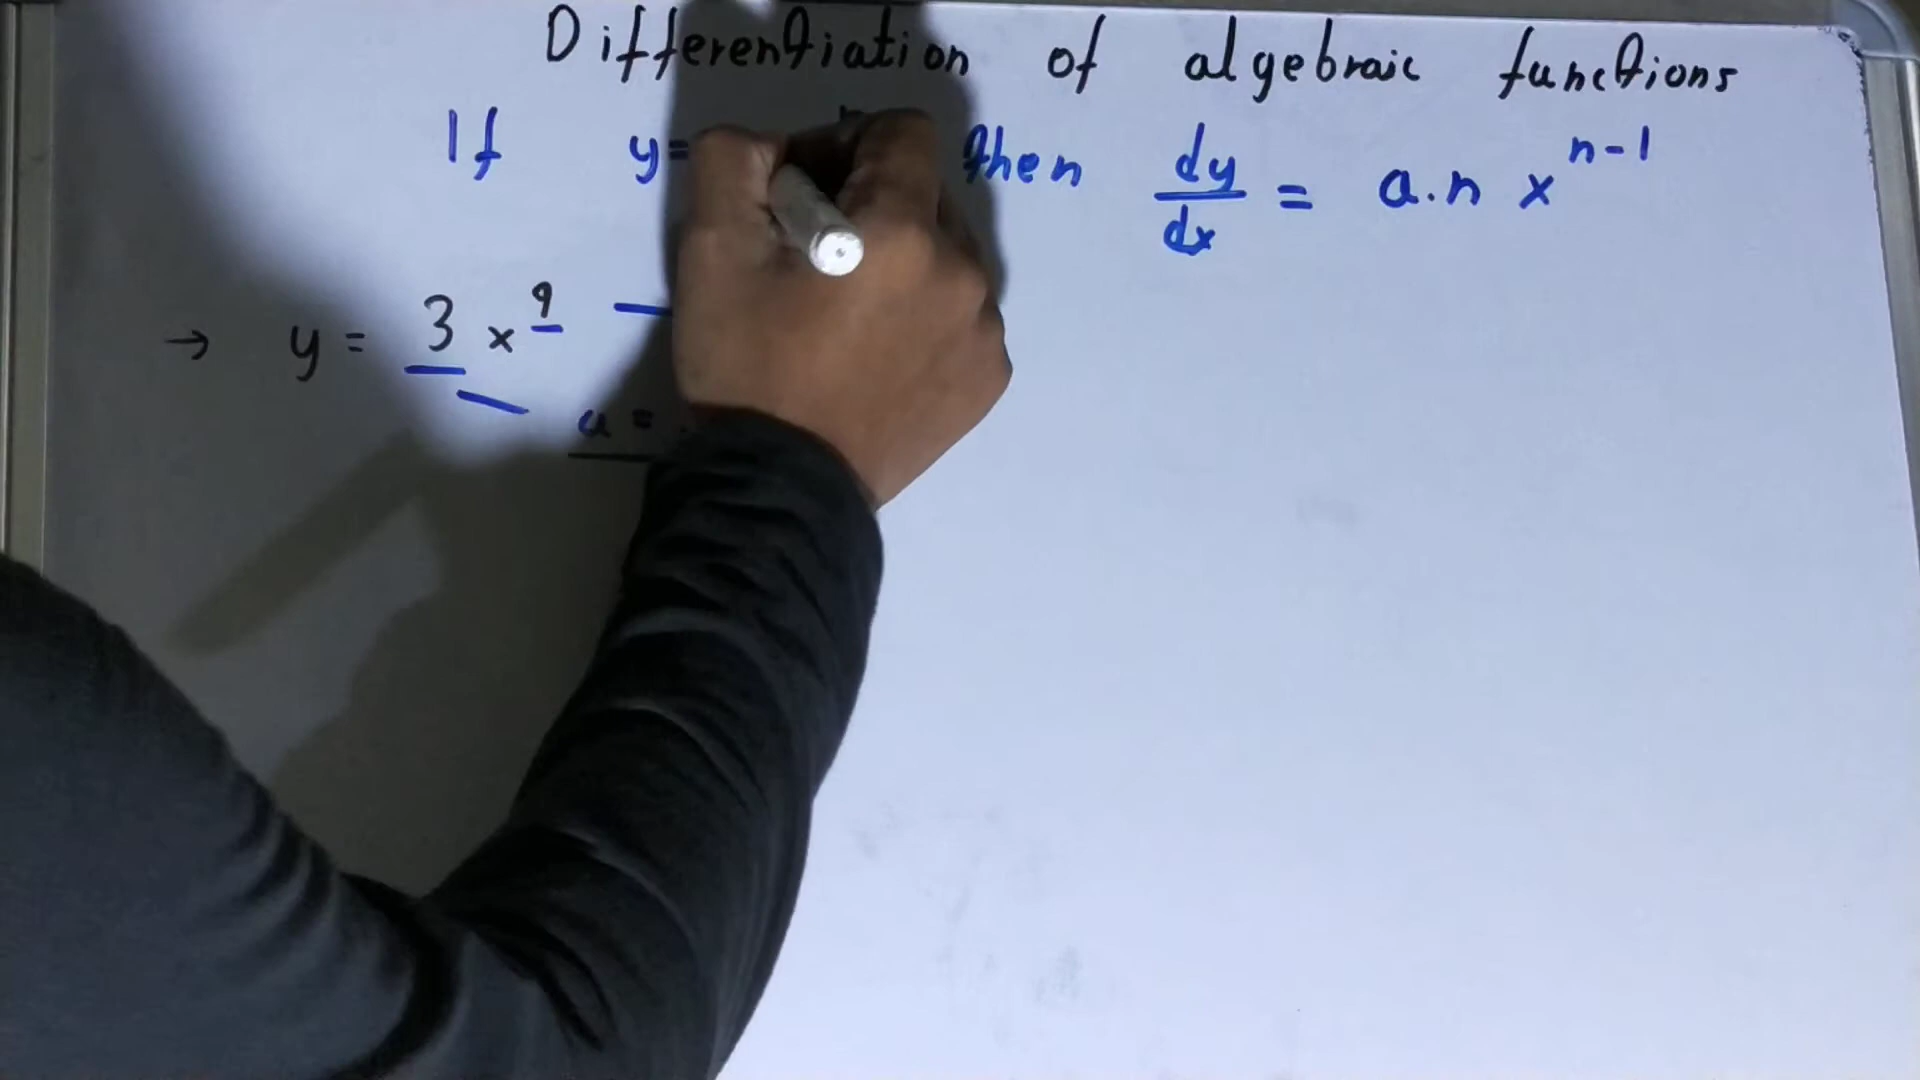 Differentiation of algebraic functions
If y= then dy/dx = a.n x^(n-1)
→ y = 3 x^9
a =